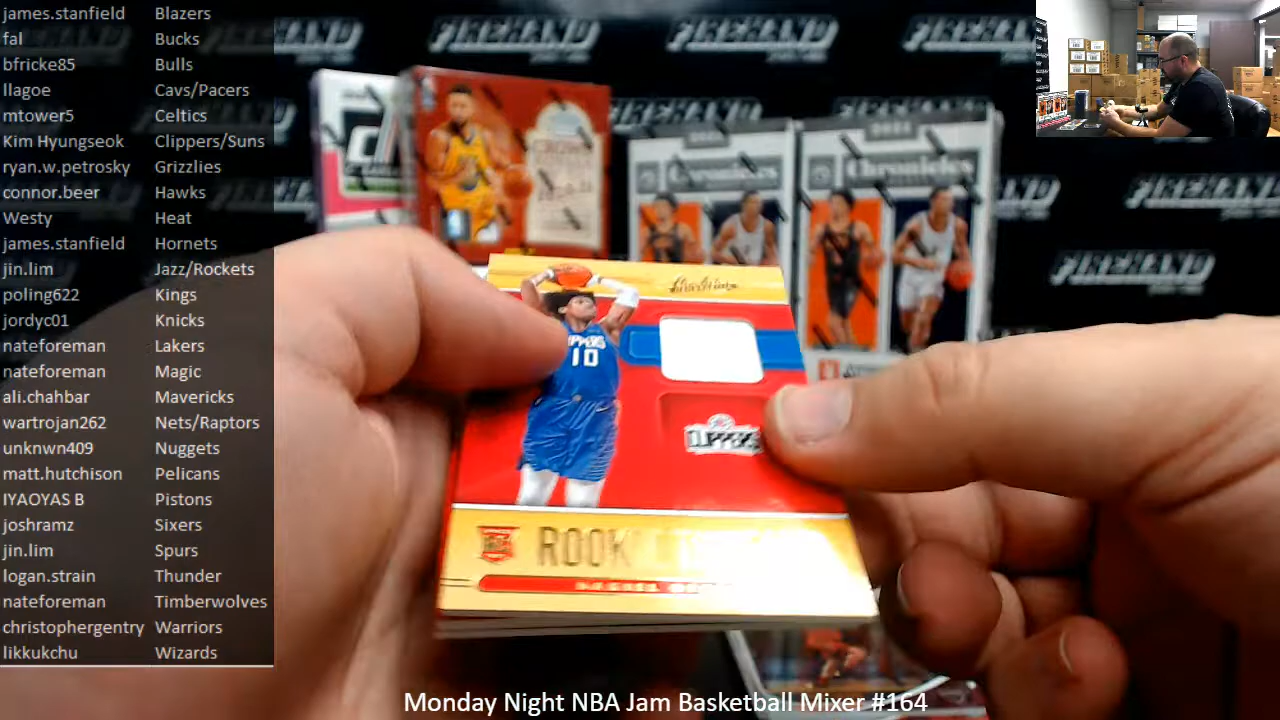 james.stanfield Blazers
fal Bucks
bfricke85 Bulls
llagoe Cavs/Pacers
mtower5 Celtics
Kim Hyungseok Clippers/Suns
ryan.w.petrosky Grizzlies
connor.beer Hawks
Westy Heat
james.stanfield Hornets
jin.lim Jazz/Rockets
poling622 Kings
jordyc01 Knicks
nateforeman Lakers
nateforeman Magic
ali.chahbar Mavericks
wartrojan262 Nets/Raptors
unknwn409 Nuggets
matt.hutchison Pelicans
IYAOYAS B Pistons
joshramz Sixers
jin.lim Spurs
logan.strain Thunder
nateforeman Timberwolves
christophergentry Warriors
likkukchu Wizards
FIREHAND FIREHAND FIREHAND
FIREHAND
FIREHAND
Chronicles
Chronicles
10
CLIPPERS
Monday Night NBA Jam Basketball Mixer #164